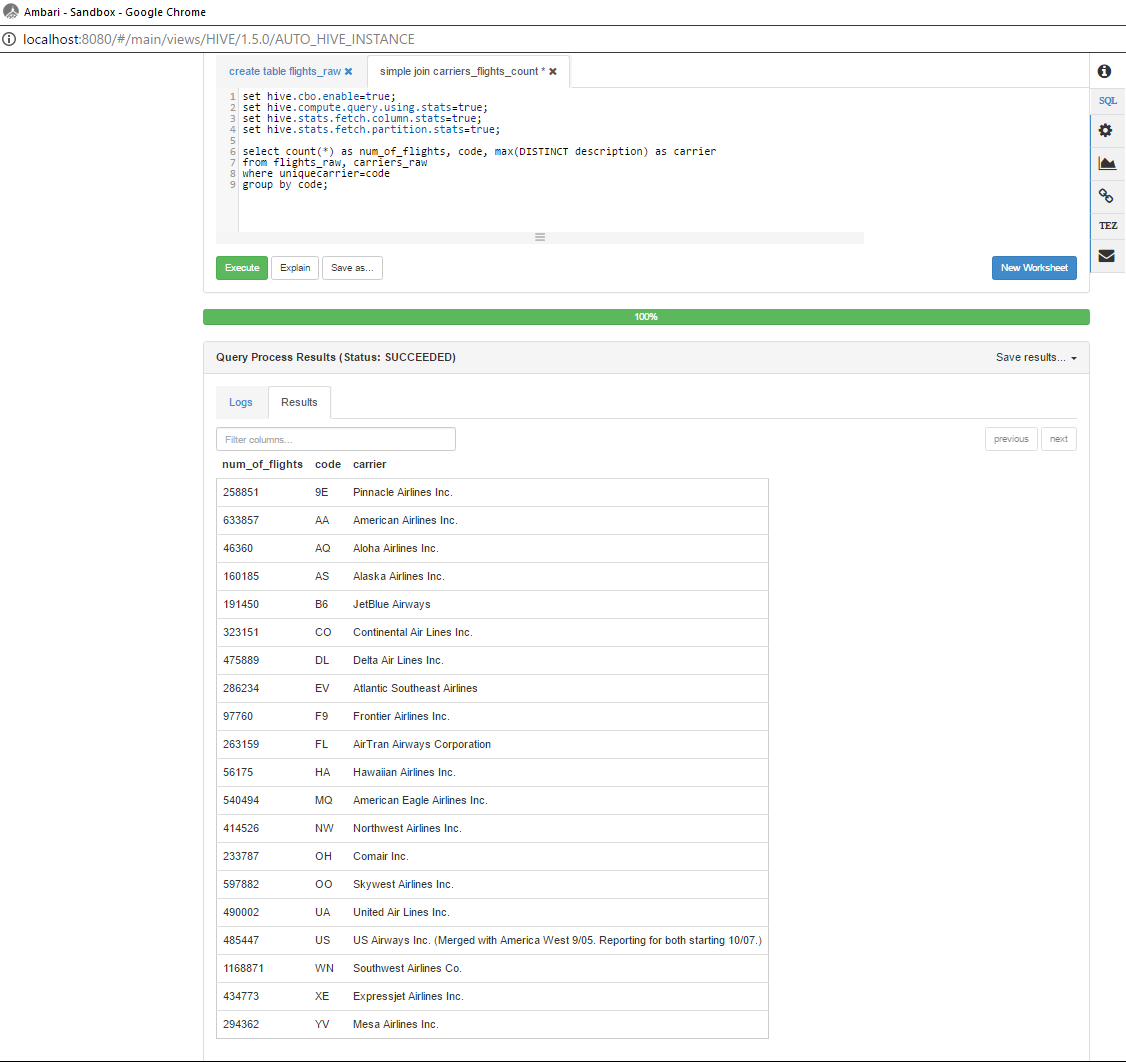 Ambari - Sandbox - Google Chrome
localhost:8080/#/main/views/HIVE/1.5.0/AUTO_HIVE_INSTANCE
create table flights_raw ✖ simple join carriers_flights_count * ✖
1 set hive.cbo.enable=true;
2 set hive.compute.query.using.stats=true;
3 set hive.stats.fetch.column.stats=true;
4 set hive.stats.fetch.partition.stats=true;
5
6 select count(*) as num_of_flights, code, max(DISTINCT description) as carrier
7 from flights_raw, carriers_raw
8 where uniquecarrier=code
9 group by code;
SQL
TEZ
Execute Explain Save as... New Worksheet
100%
Query Process Results (Status: SUCCEEDED) Save results...
Logs Results
Filter columns... previous next
num_of_flights code carrier
258851 9E Pinnacle Airlines Inc.
633857 AA American Airlines Inc.
46360 AQ Aloha Airlines Inc.
160185 AS Alaska Airlines Inc.
191450 B6 JetBlue Airways
323151 CO Continental Air Lines Inc.
475889 DL Delta Air Lines Inc.
286234 EV Atlantic Southeast Airlines
97760 F9 Frontier Airlines Inc.
263159 FL AirTran Airways Corporation
56175 HA Hawaiian Airlines Inc.
540494 MQ American Eagle Airlines Inc.
414526 NW Northwest Airlines Inc.
233787 OH Comair Inc.
597882 OO Skywest Airlines Inc.
490002 UA United Air Lines Inc.
485447 US US Airways Inc. (Merged with America West 9/05. Reporting for both starting 10/07.)
1168871 WN Southwest Airlines Co.
434773 XE Expressjet Airlines Inc.
294362 YV Mesa Airlines Inc.